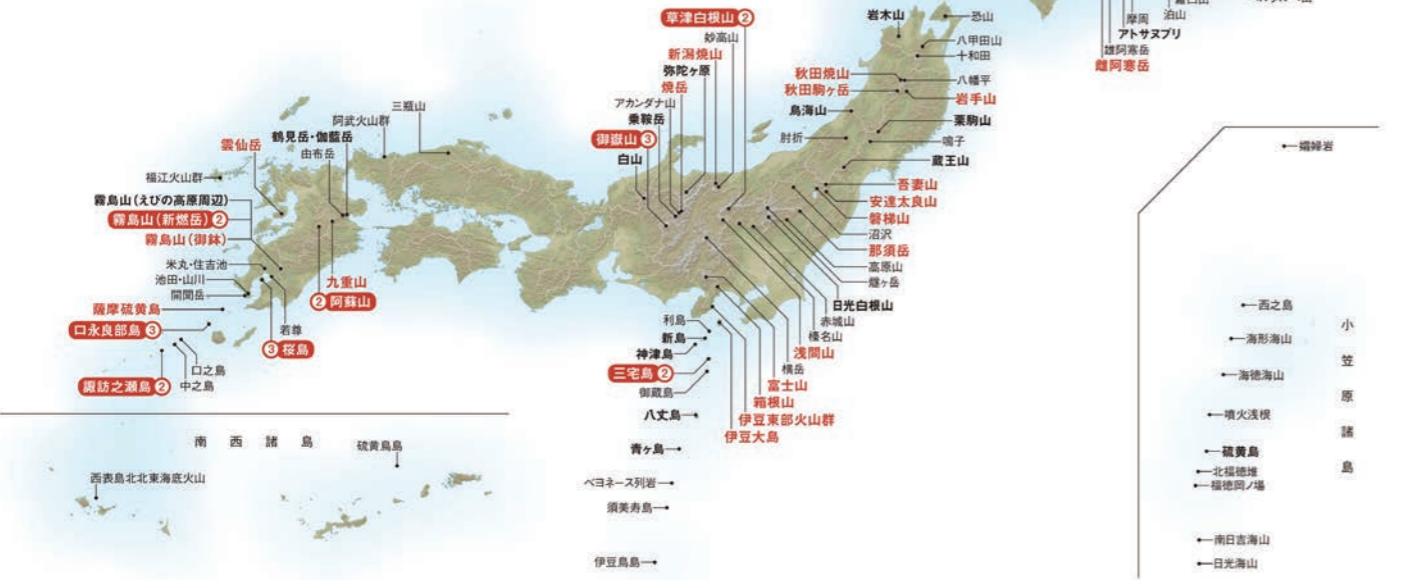 草津白根山②
妙高山
新潟焼山
弥陀ヶ原
焼岳
アカンダナ山
乗鞍岳
御嶽山③
白山
岩木山
恐山
八甲田山
十和田
秋田焼山
八幡平
秋田駒ヶ岳
岩手山
鳥海山
栗駒山
肘折
鳴子
蔵王山
吾妻山
安達太良山
磐梯山
沼沢
那須岳
高原山
燧ヶ岳
日光白根山
赤城山
榛名山
浅間山
横岳
富士山
箱根山
伊豆東部火山群
伊豆大島
摩周
アトサヌプリ
雄阿寒岳
雌阿寒岳
三瓶山
阿武火山群
鶴見岳・伽藍岳
由布岳
雲仙岳
福江火山群
霧島山(えびの高原周辺)
霧島山(新燃岳)②
霧島山(御鉢)
米丸・住吉池
池田・山川
開聞岳
薩摩硫黄島
口永良部島③
諏訪之瀬島②
九重山
②阿蘇山
若尊
③桜島
口之島
中之島
利島
新島
神津島
三宅島②
御蔵島
八丈島
青ヶ島
ベヨネース列岩
須美寿島
伊豆鳥島
南西諸島
硫黄鳥島
西表島北北東海底火山
孀婦岩
西之島
海形海山
海徳海山
噴火浅根
硫黄島
北福徳堆
福徳岡ノ場
南日吉海山
日光海山
小笠原諸島